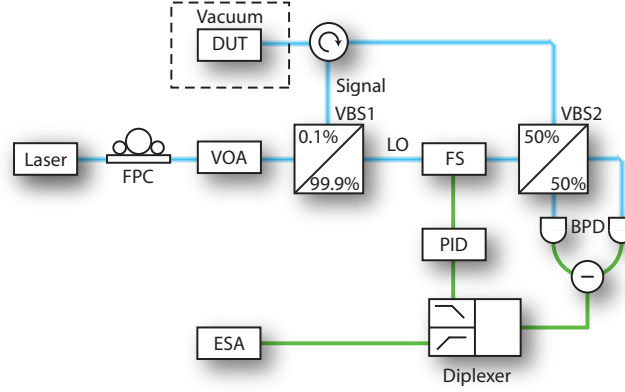 Vacuum
DUT
Signal
VBS1
VBS2
0.1%
LO
50%
Laser
VOA
FS
FPC
99.9%
50%
BPD
PID
−
ESA
Diplexer